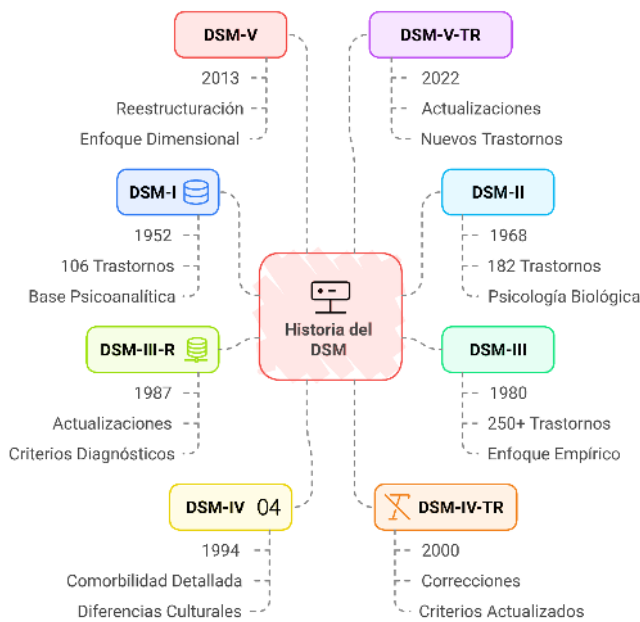 DSM-V
2013
Reestructuración
Enfoque Dimensional
DSM-V-TR
2022
Actualizaciones
Nuevos Trastornos
DSM-I
1952
106 Trastornos
Base Psicoanalítica
DSM-II
1968
182 Trastornos
Psicología Biológica
Historia del
DSM
DSM-III-R
1987
Actualizaciones
Criterios Diagnósticos
DSM-III
1980
250+ Trastornos
Enfoque Empírico
DSM-IV 04
1994
Comorbilidad Detallada
Diferencias Culturales
DSM-IV-TR
2000
Correcciones
Criterios Actualizados